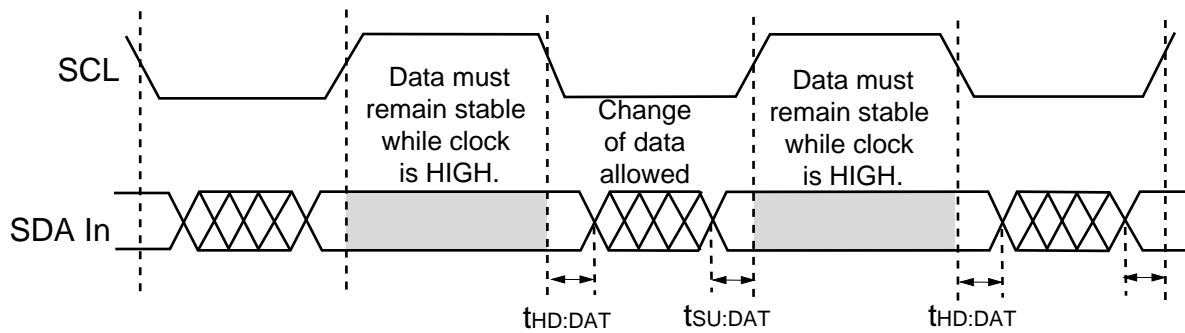 SCL
Data must
remain stable
while clock
is HIGH.
Change
of data
allowed
Data must
remain stable
while clock
is HIGH.
SDA In
tHD:DAT
tSU:DAT
tHD:DAT